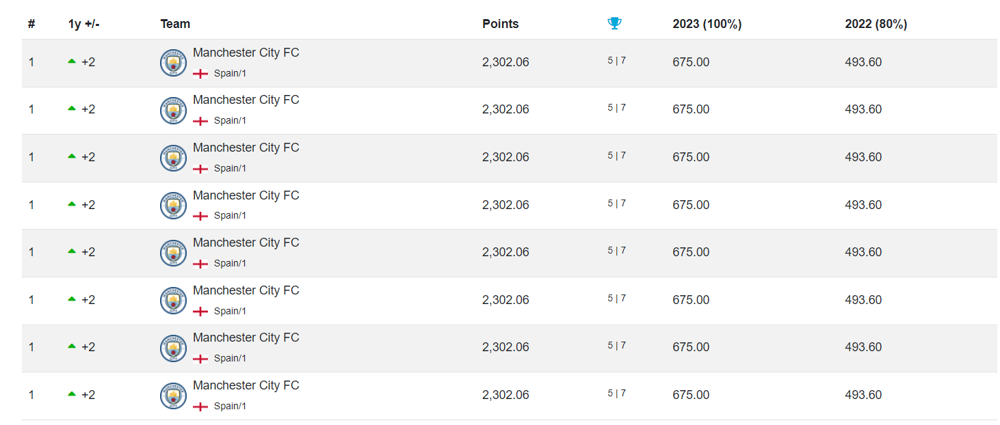 # 1y +/- Team Points 2023 (100%) 2022 (80%)
1 +2 Manchester City FC 2,302.06 5 | 7 675.00 493.60
Spain/1
1 +2 Manchester City FC 2,302.06 5 | 7 675.00 493.60
Spain/1
1 +2 Manchester City FC 2,302.06 5 | 7 675.00 493.60
Spain/1
1 +2 Manchester City FC 2,302.06 5 | 7 675.00 493.60
Spain/1
1 +2 Manchester City FC 2,302.06 5 | 7 675.00 493.60
Spain/1
1 +2 Manchester City FC 2,302.06 5 | 7 675.00 493.60
Spain/1
1 +2 Manchester City FC 2,302.06 5 | 7 675.00 493.60
Spain/1
1 +2 Manchester City FC 2,302.06 5 | 7 675.00 493.60
Spain/1